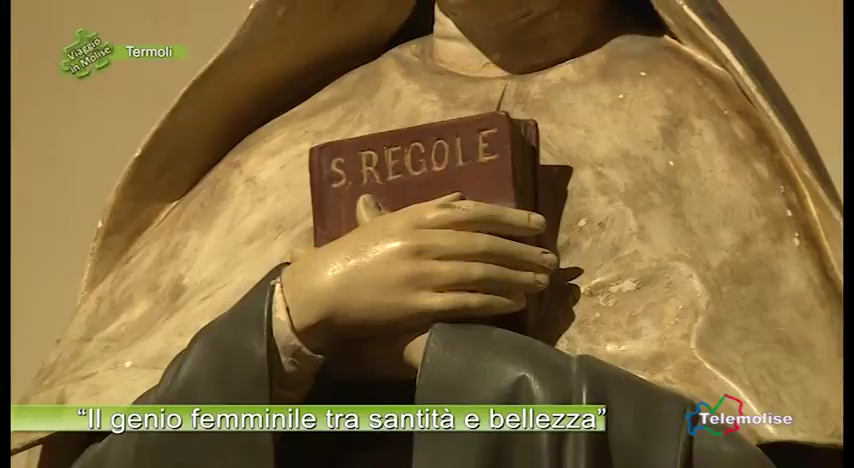 Viaggio
in Molise
Termoli
S. REGOLE
“Il genio femminile tra santità e bellezza”
Telemolise